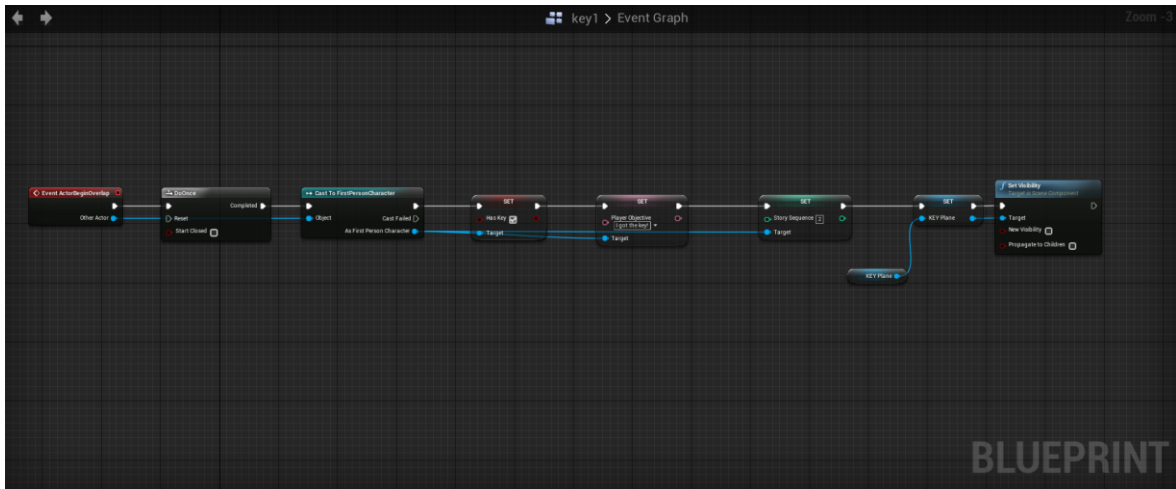 key1 > Event Graph
Zoom -3
Event ActorBeginOverlap
Other Actor
DoOnce
Completed
Reset
Start Closed
Cast To FirstPersonCharacter
Object
Cast Failed
As First Person Character
SET
Has Key
Target
SET
Player Objective
I got the key!
Target
SET
Story Sequence 2
Target
SET
KEY Plane
KEY Plane
Set Visibility
Target is Scene Component
Target
New Visibility
Propagate to Children
BLUEPRINT